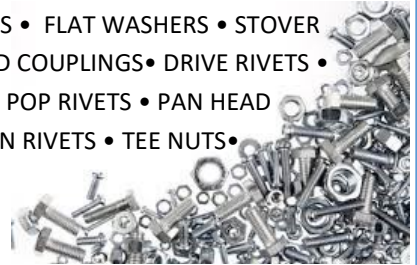 S • FLAT WASHERS • STOVER
D COUPLINGS• DRIVE RIVETS •
POP RIVETS • PAN HEAD
N RIVETS • TEE NUTS•